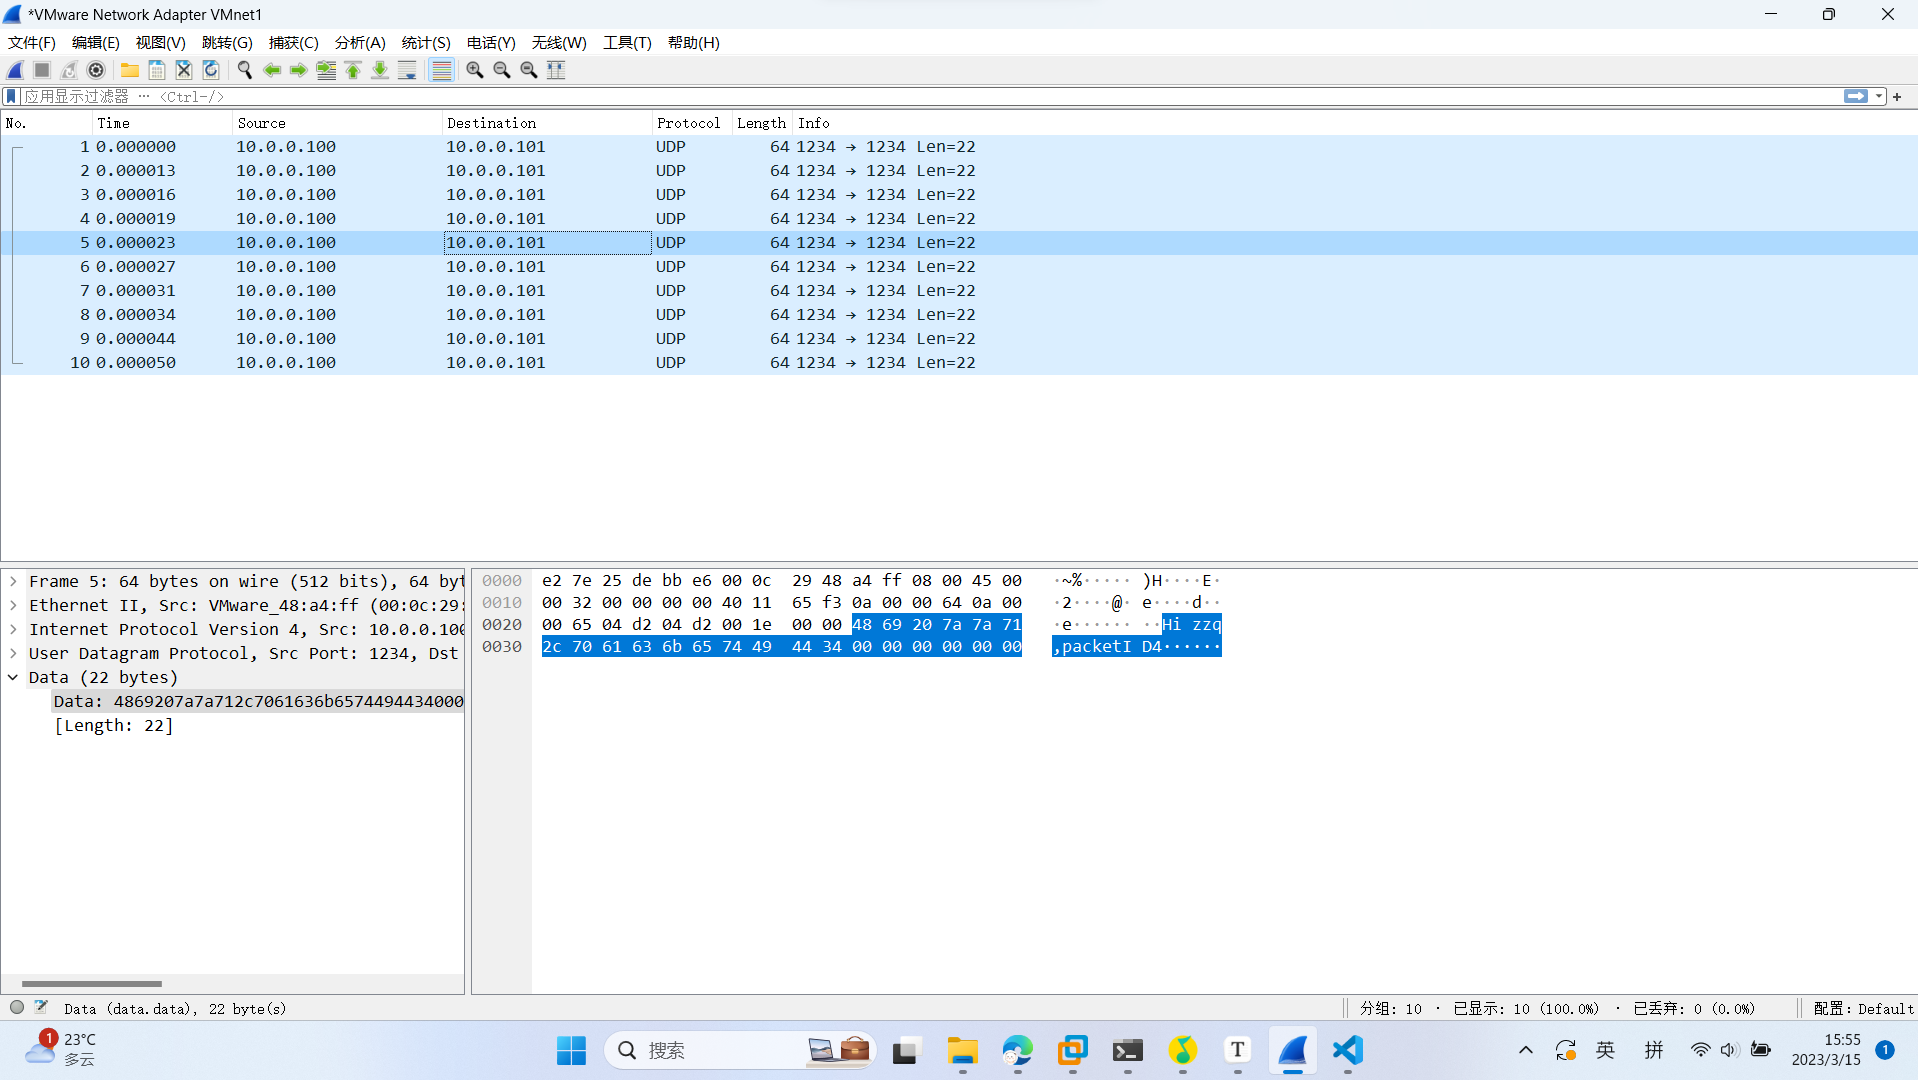 *VMware Network Adapter VMnet1
文件(F) 编辑(E) 视图(V) 跳转(G) 捕获(C) 分析(A) 统计(S) 电话(Y) 无线(W) 工具(T) 帮助(H)
应用显示过滤器 … <Ctrl-/>
No. Time Source Destination Protocol Length Info
1 0.000000 10.0.0.100 10.0.0.101 UDP 64 1234 → 1234 Len=22
2 0.000013 10.0.0.100 10.0.0.101 UDP 64 1234 → 1234 Len=22
3 0.000016 10.0.0.100 10.0.0.101 UDP 64 1234 → 1234 Len=22
4 0.000019 10.0.0.100 10.0.0.101 UDP 64 1234 → 1234 Len=22
5 0.000023 10.0.0.100 10.0.0.101 UDP 64 1234 → 1234 Len=22
6 0.000027 10.0.0.100 10.0.0.101 UDP 64 1234 → 1234 Len=22
7 0.000031 10.0.0.100 10.0.0.101 UDP 64 1234 → 1234 Len=22
8 0.000034 10.0.0.100 10.0.0.101 UDP 64 1234 → 1234 Len=22
9 0.000044 10.0.0.100 10.0.0.101 UDP 64 1234 → 1234 Len=22
10 0.000050 10.0.0.100 10.0.0.101 UDP 64 1234 → 1234 Len=22
Frame 5: 64 bytes on wire (512 bits), 64 byt
Ethernet II, Src: VMware_48:a4:ff (00:0c:29:
Internet Protocol Version 4, Src: 10.0.0.100
User Datagram Protocol, Src Port: 1234, Dst
Data (22 bytes)
Data: 4869207a7a712c7061636b6574494434000
[Length: 22]
0000 e2 7e 25 de bb e6 00 0c 29 48 a4 ff 08 00 45 00 ·~%····· )H····E·
0010 00 32 00 00 00 00 40 11 65 f3 0a 00 00 64 0a 00 ·2····@· e····d··
0020 00 65 04 d2 04 d2 00 1e 00 00 48 69 20 7a 7a 71 ·e······ ··Hi zzq
0030 2c 70 61 63 6b 65 74 49 44 34 00 00 00 00 00 00 ,packetI D4······
Data (data.data), 22 byte(s)
分组: 10 · 已显示: 10 (100.0%) · 已丢弃: 0 (0.0%)
配置: Default
1
23°C
多云
搜索
T
英
拼
15:55
2023/3/15
1